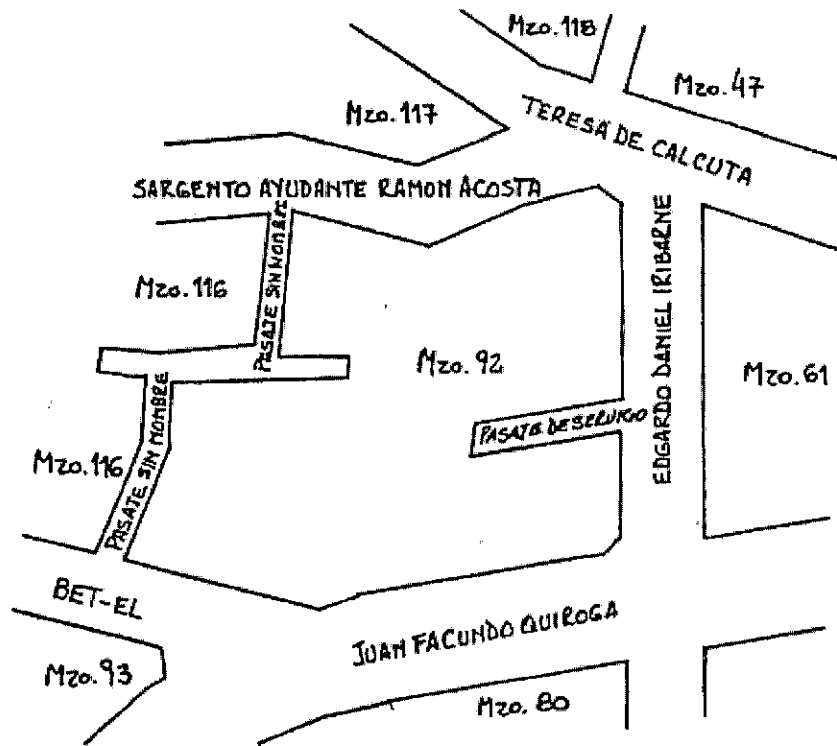 Mzo. 118
Mzo. 47
Mzo. 117
TERESA DE CALCUTA
SARGENTO AYUDANTE RAMON ACOSTA
PASAJE SIN NOMBRE
EDGARDO DANIEL IRIBARNE
Mzo. 116
Mzo. 92
Mzo. 61
PASAJE DE SERVICIO
PASAJE SIN NOMBRE
Mzo. 116
BET-EL
JUAN FACUNDO QUIROGA
Mzo. 93
Mzo. 80